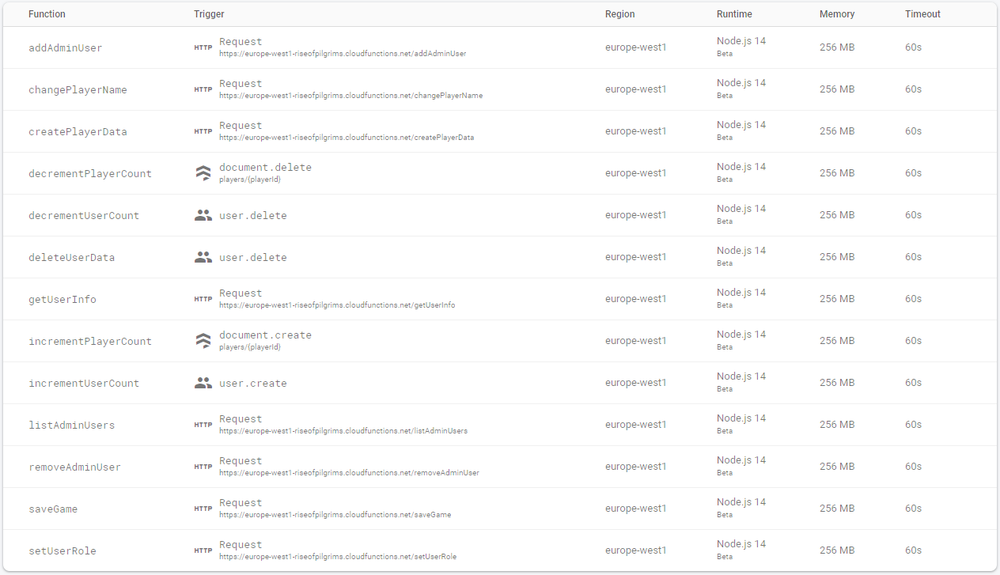 Function Trigger Region Runtime Memory Timeout
addAdminUser HTTP Request europe-west1 Node.js 14 256 MB 60s
https://europe-west1-riseofpilgrims.cloudfunctions.net/addAdminUser Beta
changePlayerName HTTP Request europe-west1 Node.js 14 256 MB 60s
https://europe-west1-riseofpilgrims.cloudfunctions.net/changePlayerName Beta
createPlayerData HTTP Request europe-west1 Node.js 14 256 MB 60s
https://europe-west1-riseofpilgrims.cloudfunctions.net/createPlayerData Beta
decrementPlayerCount document.delete europe-west1 Node.js 14 256 MB 60s
players/{playerId} Beta
decrementUserCount user.delete europe-west1 Node.js 14 256 MB 60s
Beta
deleteUserData user.delete europe-west1 Node.js 14 256 MB 60s
Beta
getUserInfo HTTP Request europe-west1 Node.js 14 256 MB 60s
https://europe-west1-riseofpilgrims.cloudfunctions.net/getUserInfo Beta
incrementPlayerCount document.create europe-west1 Node.js 14 256 MB 60s
players/{playerId} Beta
incrementUserCount user.create europe-west1 Node.js 14 256 MB 60s
Beta
listAdminUsers HTTP Request europe-west1 Node.js 14 256 MB 60s
https://europe-west1-riseofpilgrims.cloudfunctions.net/listAdminUsers Beta
removeAdminUser HTTP Request europe-west1 Node.js 14 256 MB 60s
https://europe-west1-riseofpilgrims.cloudfunctions.net/removeAdminUser Beta
saveGame HTTP Request europe-west1 Node.js 14 256 MB 60s
https://europe-west1-riseofpilgrims.cloudfunctions.net/saveGame Beta
setUserRole HTTP Request europe-west1 Node.js 14 256 MB 60s
https://europe-west1-riseofpilgrims.cloudfunctions.net/setUserRole Beta